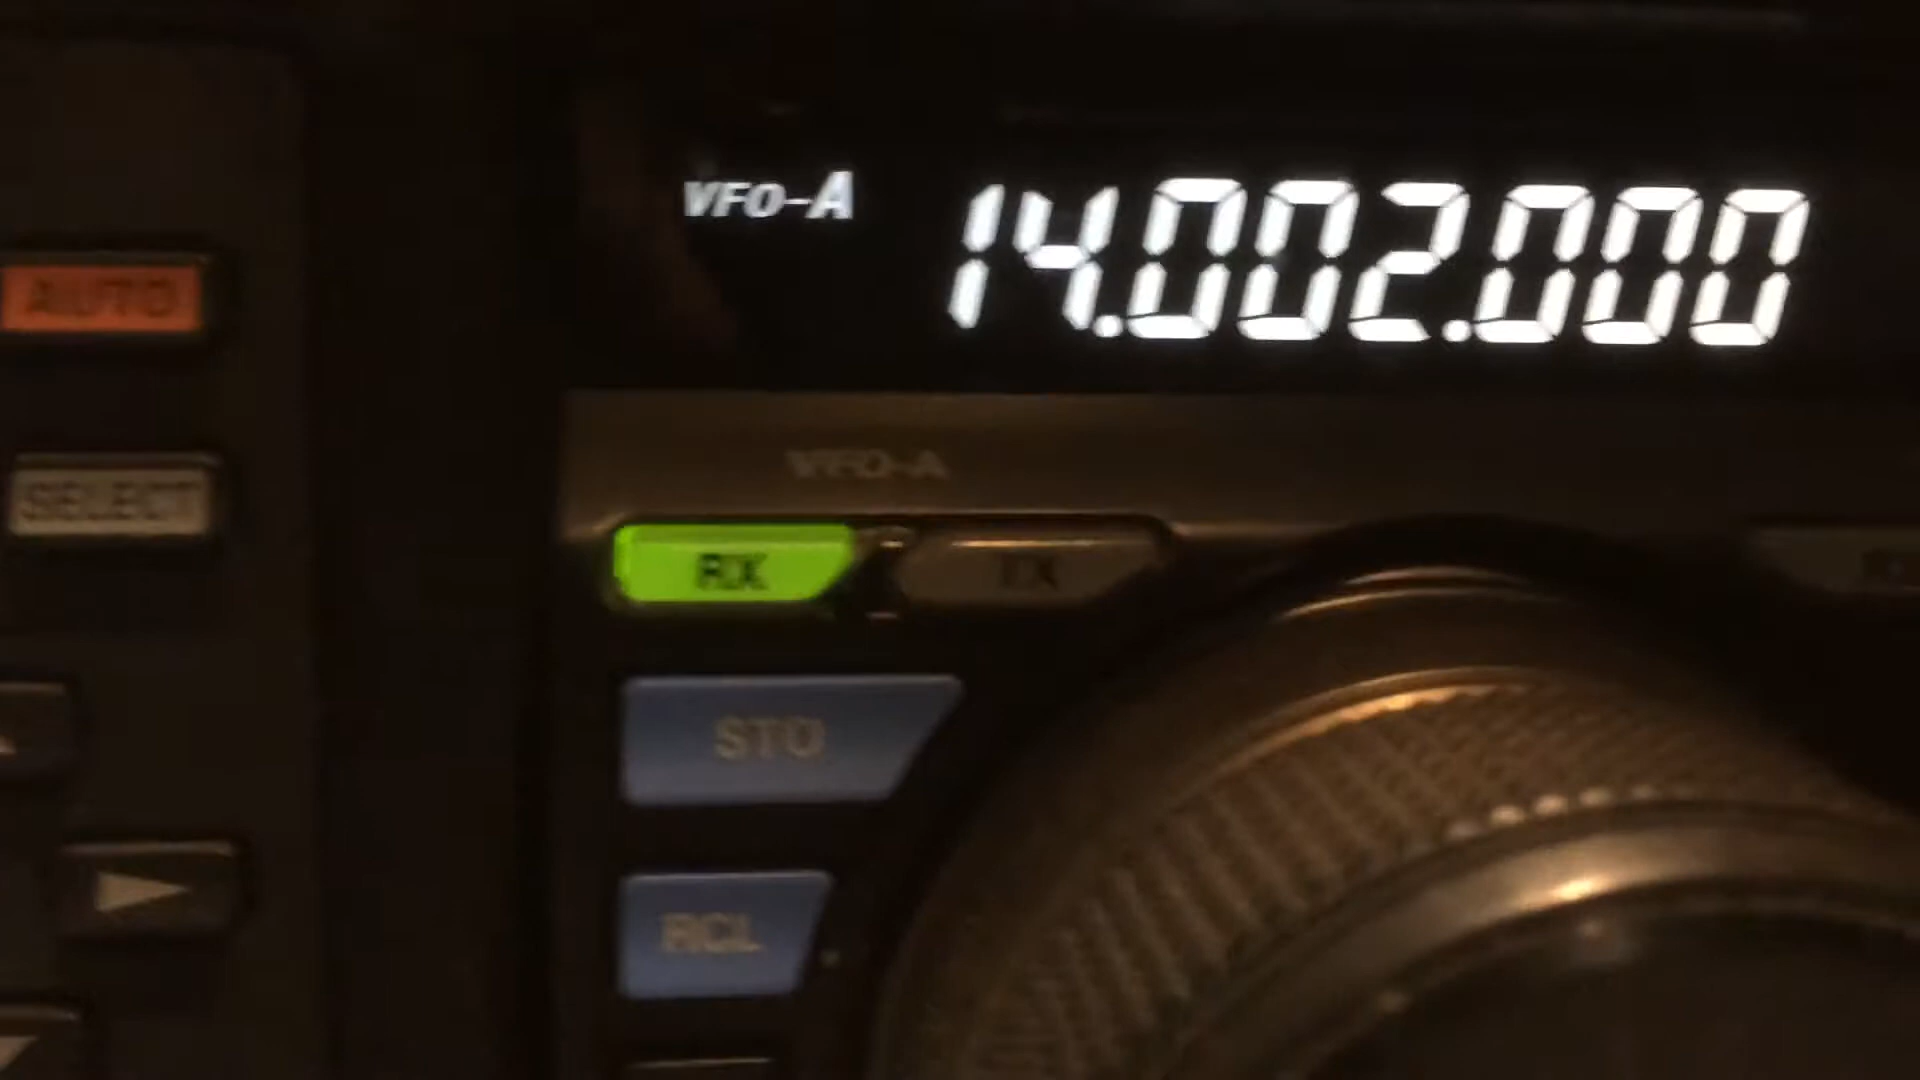 VFO-A 14.002.000
AUTO
VFO-A
SELECT
RX TX
STO
RCL